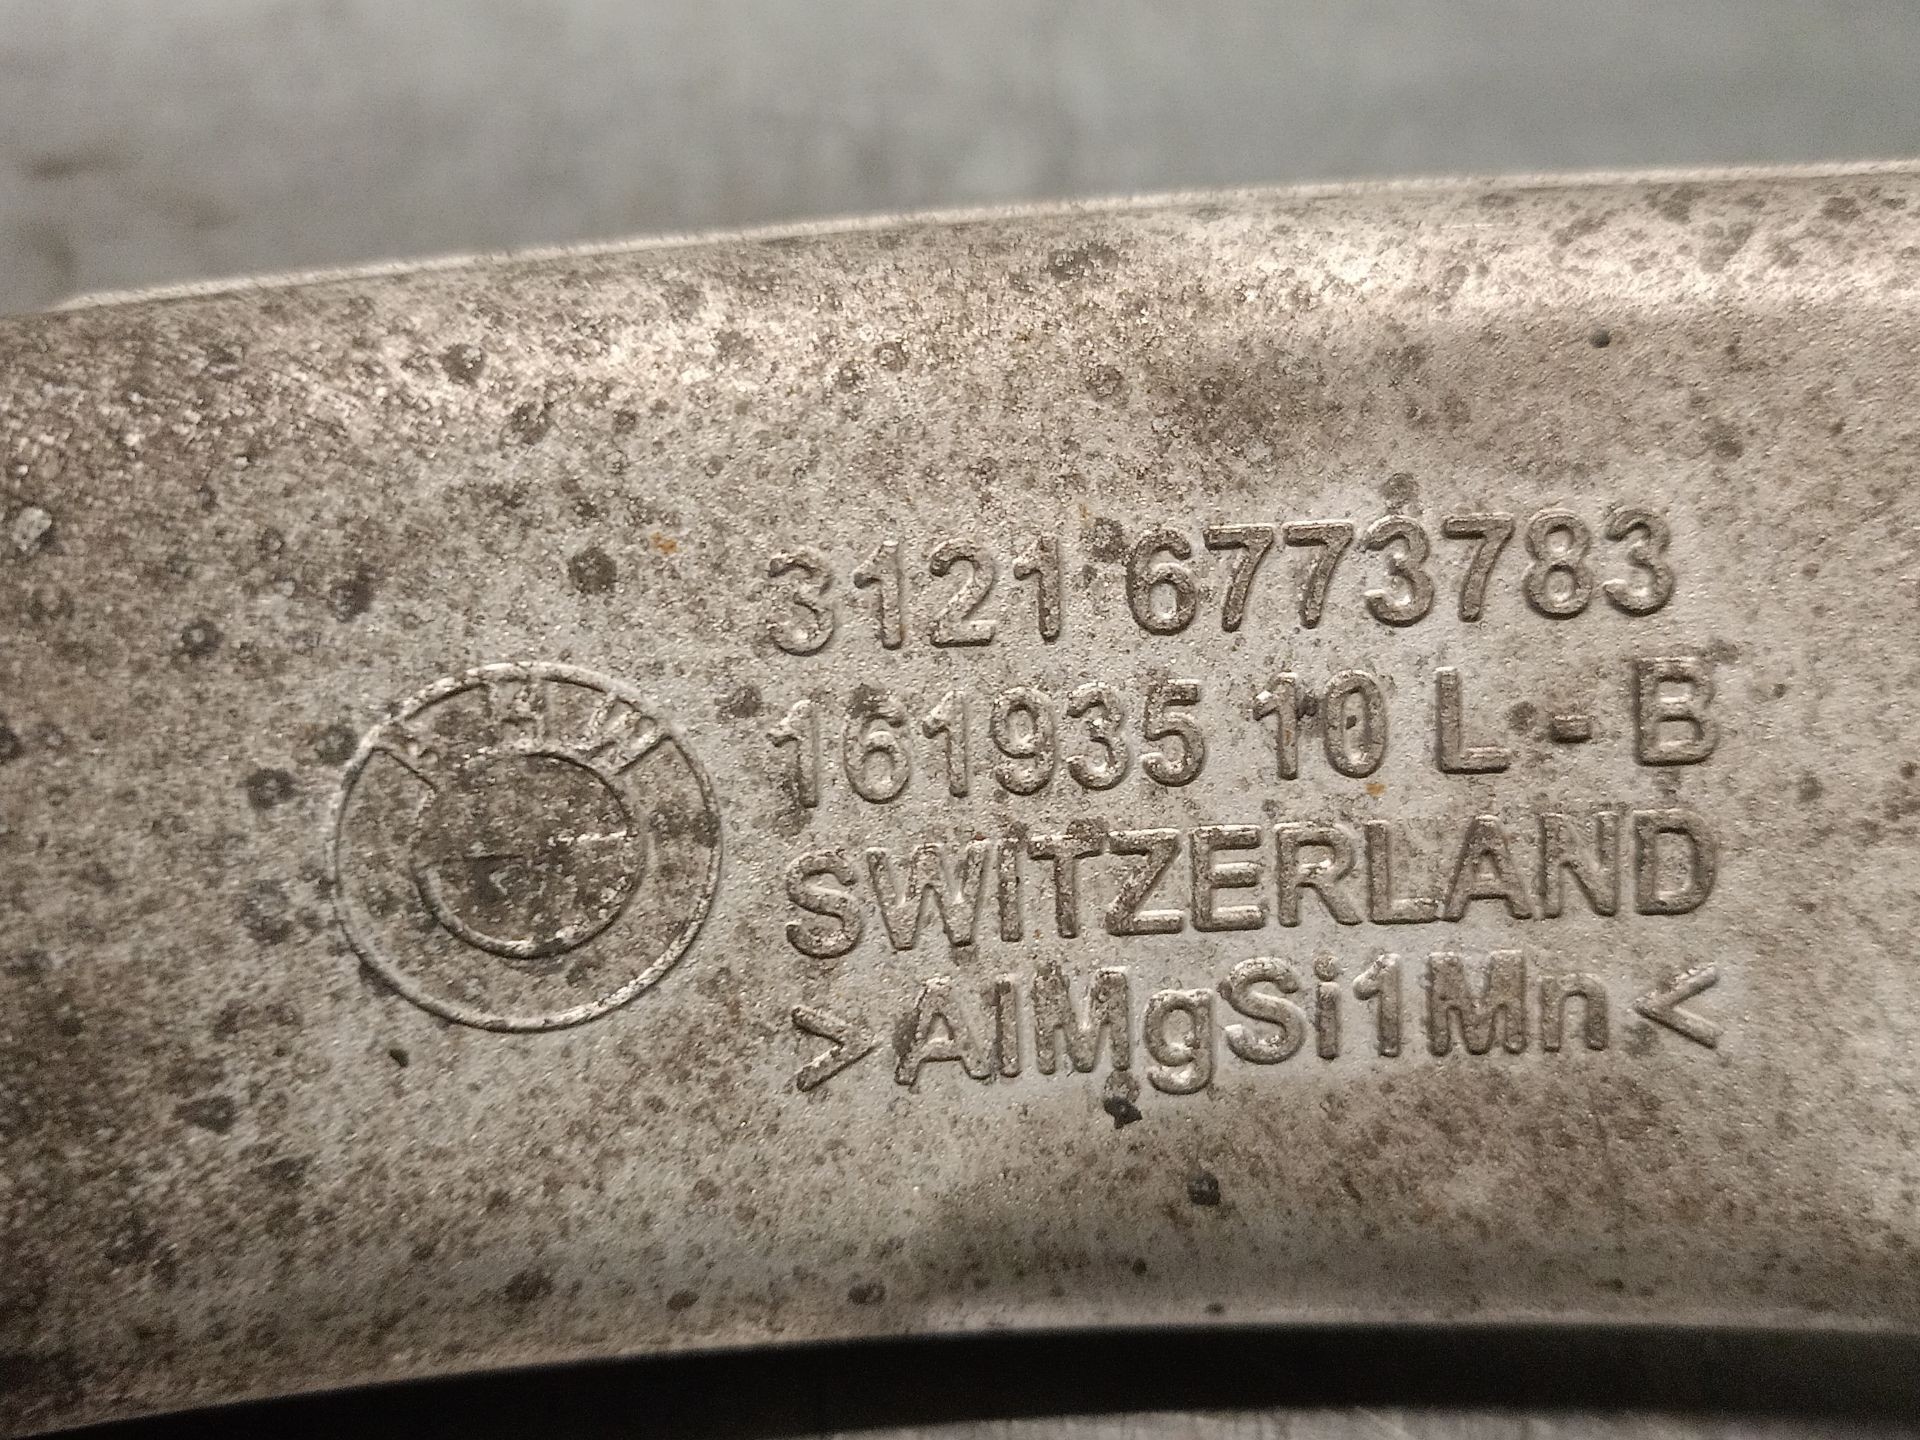 3121 6773783
161935 10 L - B
SWITZERLAND
>AlMgSi1Mn<